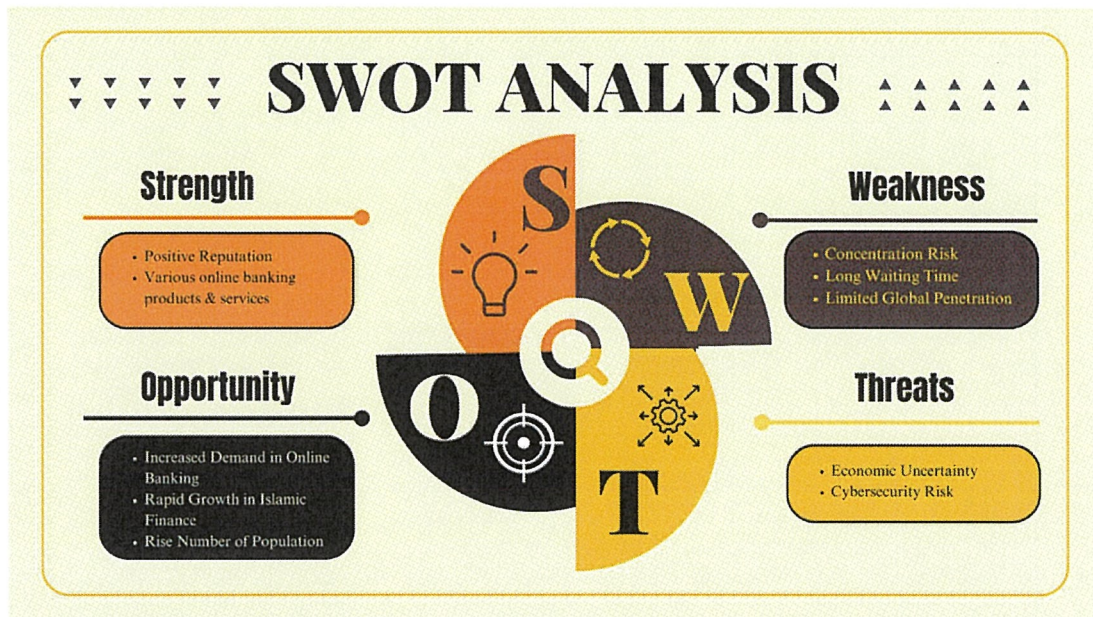 SWOT ANALYSIS
Strength
• Positive Reputation
• Various online banking
products & services
S
W
Weakness
• Concentration Risk
• Long Waiting Time
• Limited Global Penetration
Opportunity
• Increased Demand in Online
Banking
• Rapid Growth in Islamic
Finance
• Rise Number of Population
O
T
Threats
• Economic Uncertainty
• Cybersecurity Risk